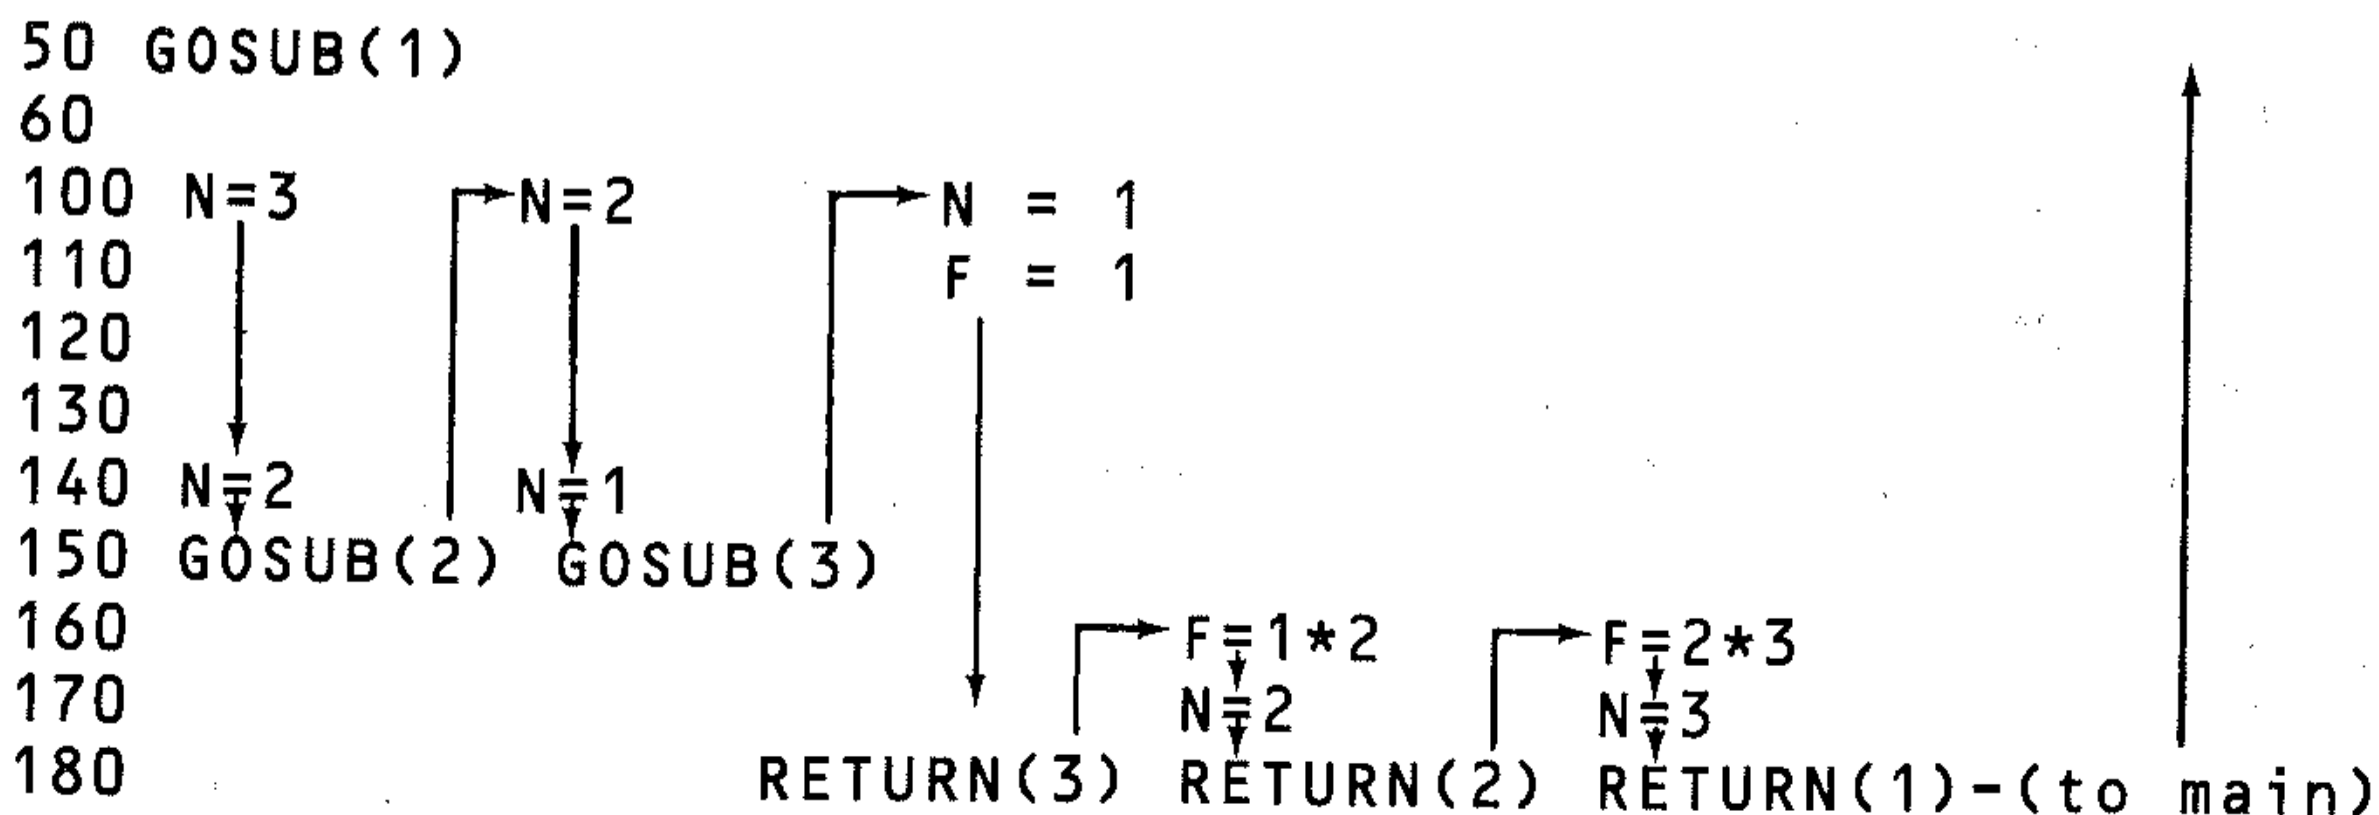 50 GOSUB(1)
60
100 N=3 N=2 N = 1
110 F = 1
120
130
140 N=2 N=1
150 GOSUB(2) GOSUB(3)
160 F=1*2 F=2*3
170 N=2 N=3
180 RETURN(3) RETURN(2) RETURN(1)-(to main)